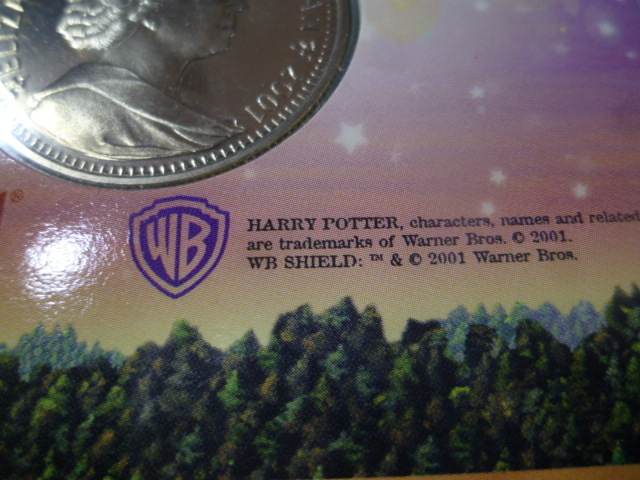 2001
®
WB
HARRY POTTER, characters, names and related
are trademarks of Warner Bros. © 2001.
WB SHIELD: ™ & © 2001 Warner Bros.